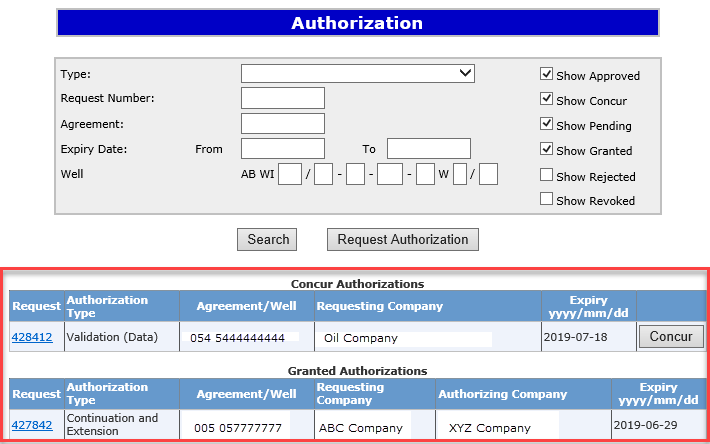 Authorization
Type:
Show Approved
Request Number:
Show Concur
Agreement:
Show Pending
Expiry Date: From To
Show Granted
Well AB WI / - - - W /
Show Rejected
Show Revoked
Search Request Authorization
Concur Authorizations
Request Authorization Type Agreement/Well Requesting Company Expiry yyyy/mm/dd
428412 Validation (Data) 054 5444444444 Oil Company 2019-07-18 Concur
Granted Authorizations
Request Authorization Type Agreement/Well Requesting Company Authorizing Company Expiry yyyy/mm/dd
427842 Continuation and Extension 005 057777777 ABC Company XYZ Company 2019-06-29